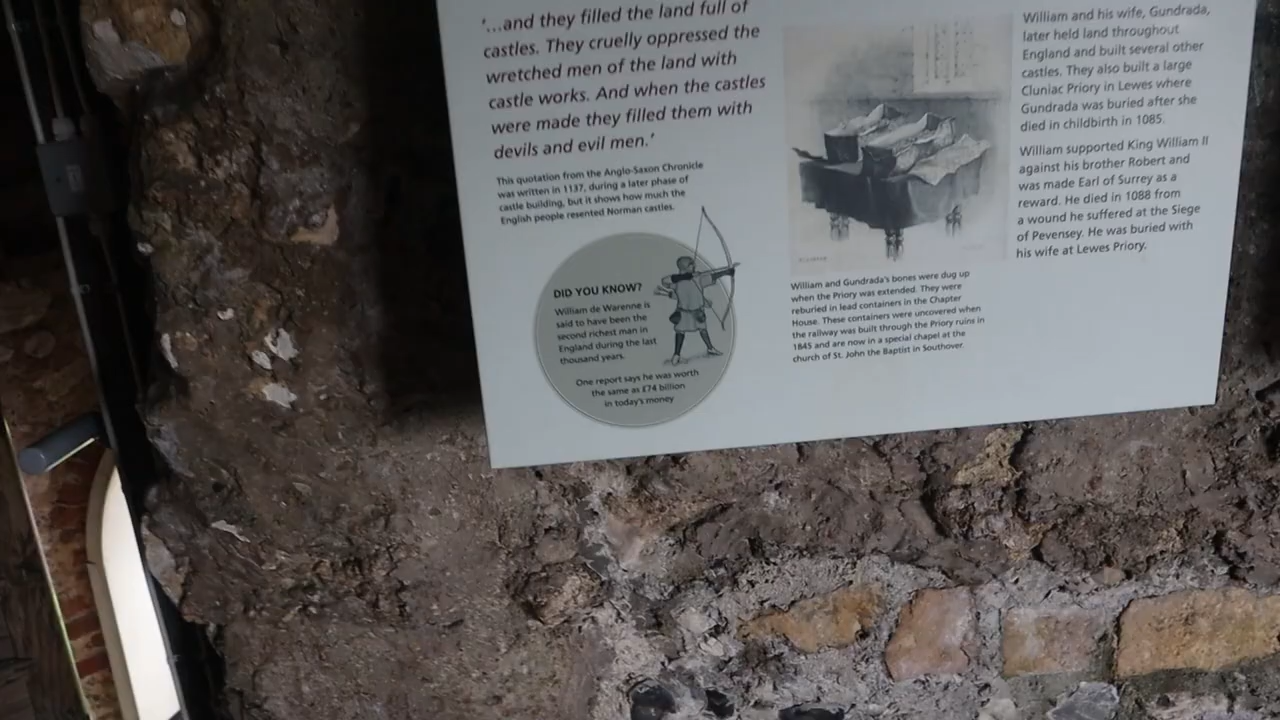 '...and they filled the land full of
castles. They cruelly oppressed the
wretched men of the land with
castle works. And when the castles
were made they filled them with
devils and evil men.'
This quotation from the Anglo-Saxon Chronicle
was written in 1137, during a later phase of
castle building, but it shows how much the
English people resented Norman castles.
DID YOU KNOW?
William de Warenne is
said to have been the
second richest man in
England during the last
thousand years.
One report says he was worth
the same as £74 billion
in today's money
William and Gundrada's bones were dug up
when the Priory was extended. They were
reburied in lead containers in the Chapter
House. These containers were uncovered when
the railway was built through the Priory ruins in
1845 and are now in a special chapel at the
church of St. John the Baptist in Southover.
William and his wife, Gundrada,
later held land throughout
England and built several other
castles. They also built a large
Cluniac Priory in Lewes where
Gundrada was buried after she
died in childbirth in 1085.
William supported King William II
against his brother Robert and
was made Earl of Surrey as a
reward. He died in 1088 from
a wound he suffered at the Siege
of Pevensey. He was buried with
his wife at Lewes Priory.